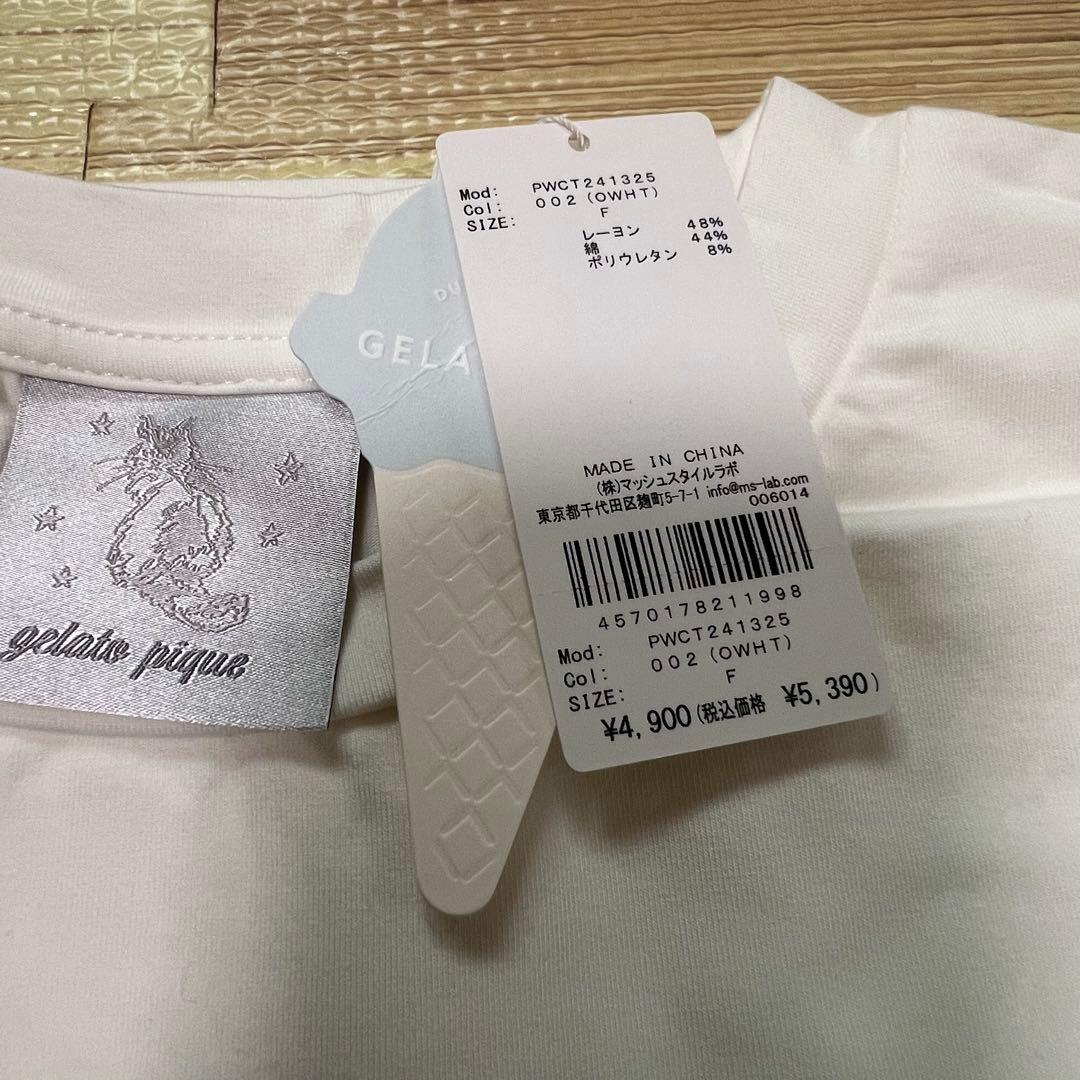 Mod: PWCT241325
Col: 002 (OWHT)
SIZE: F
レーヨン 48%
綿 44%
ポリウレタン 8%
DU
GELA
MADE IN CHINA
(株)マッシュスタイルラボ
東京都千代田区麹町5-7-1 info@ms-lab.com
006014
4570178211998
Mod: PWCT241325
Col: 002 (OWHT)
SIZE: F
¥4,900 (税込価格 ¥5,390)
gelato pique